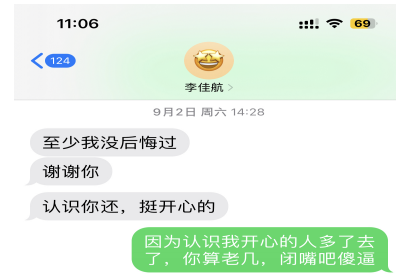 11:06
69
124
李佳航
9月2日 周六 14:28
至少我没后悔过
谢谢你
认识你还，挺开心的
因为认识我开心的人多了去
了，你算老几，闭嘴吧傻逼